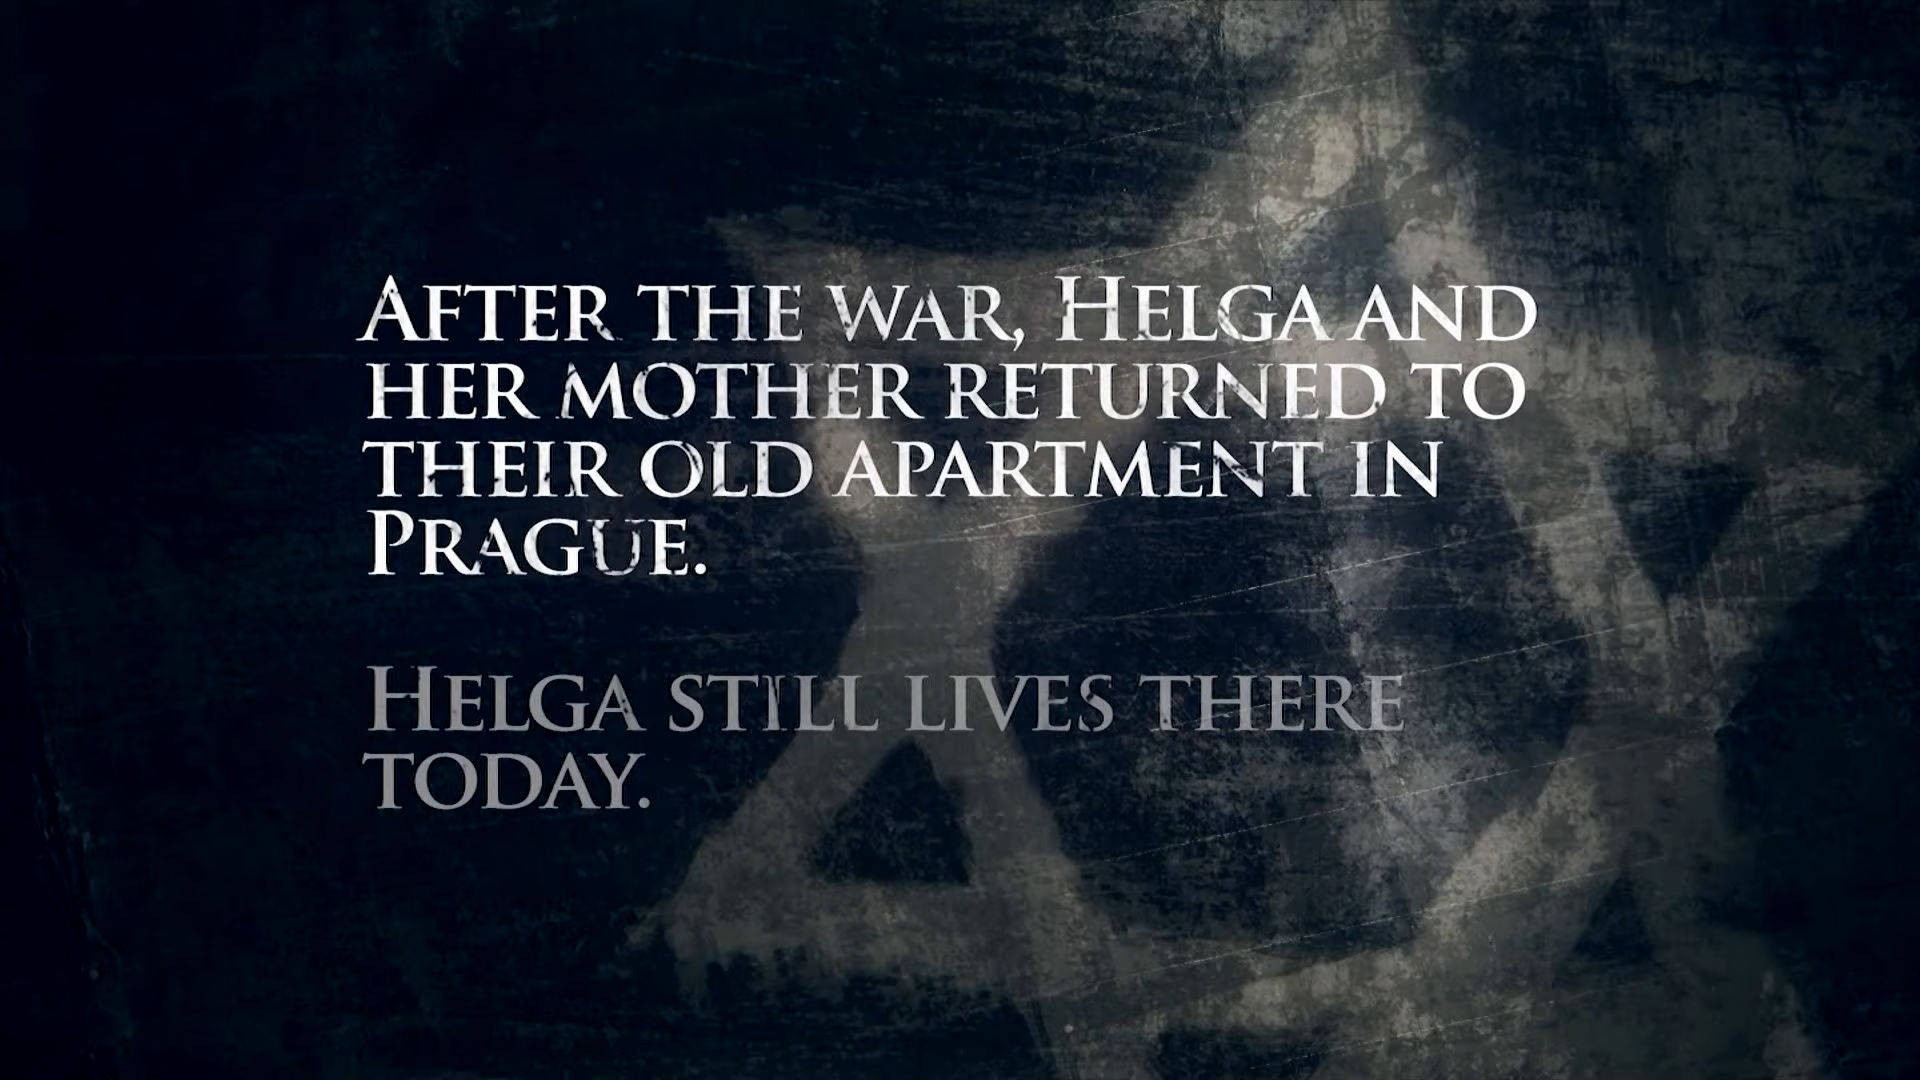 After the war, Helga and
her mother returned to
their old apartment in
Prague.
Helga still lives there
today.